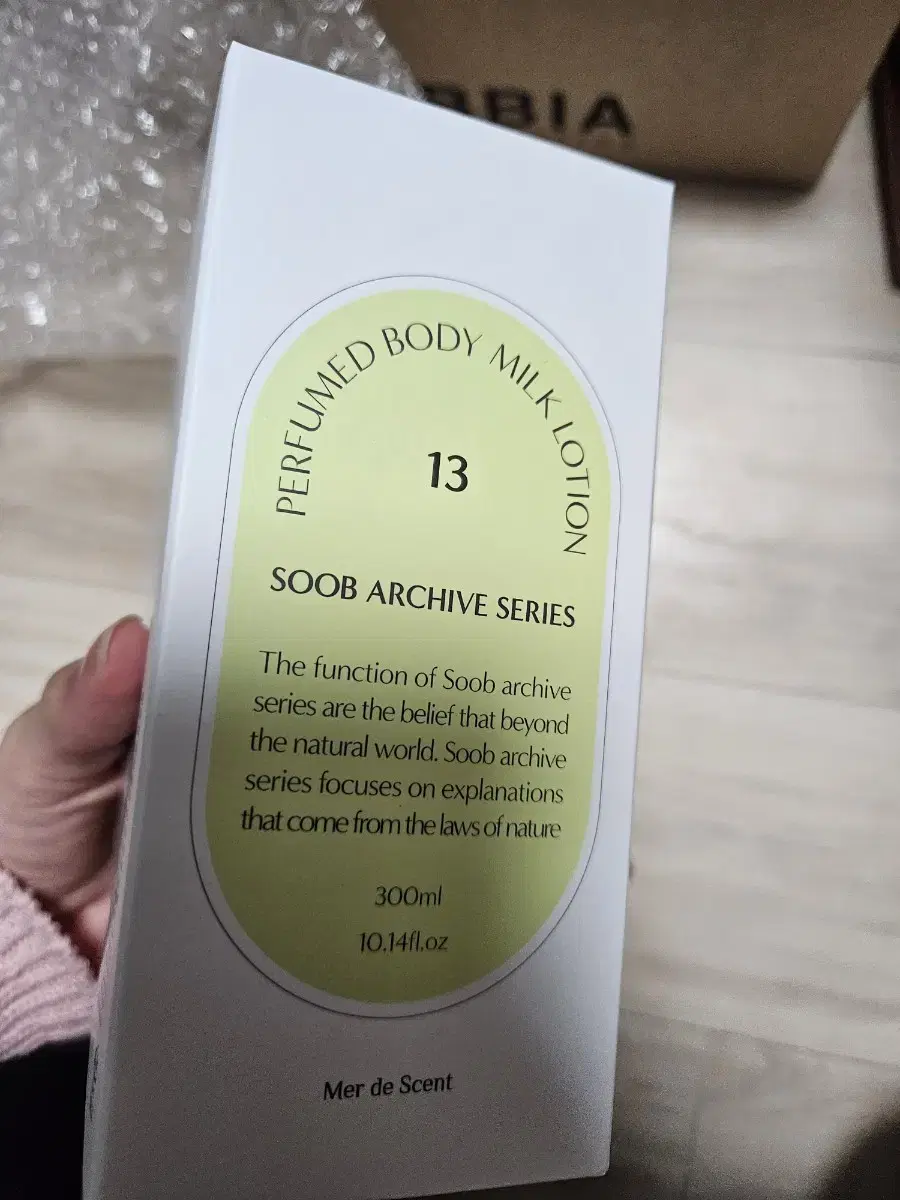 PERFUMED BODY MILK LOTION
13
SOOB ARCHIVE SERIES
The function of Soob archive
series are the belief that beyond
the natural world. Soob archive
series focuses on explanations
that come from the laws of nature
300ml
10.14fl.oz
Mer de Scent